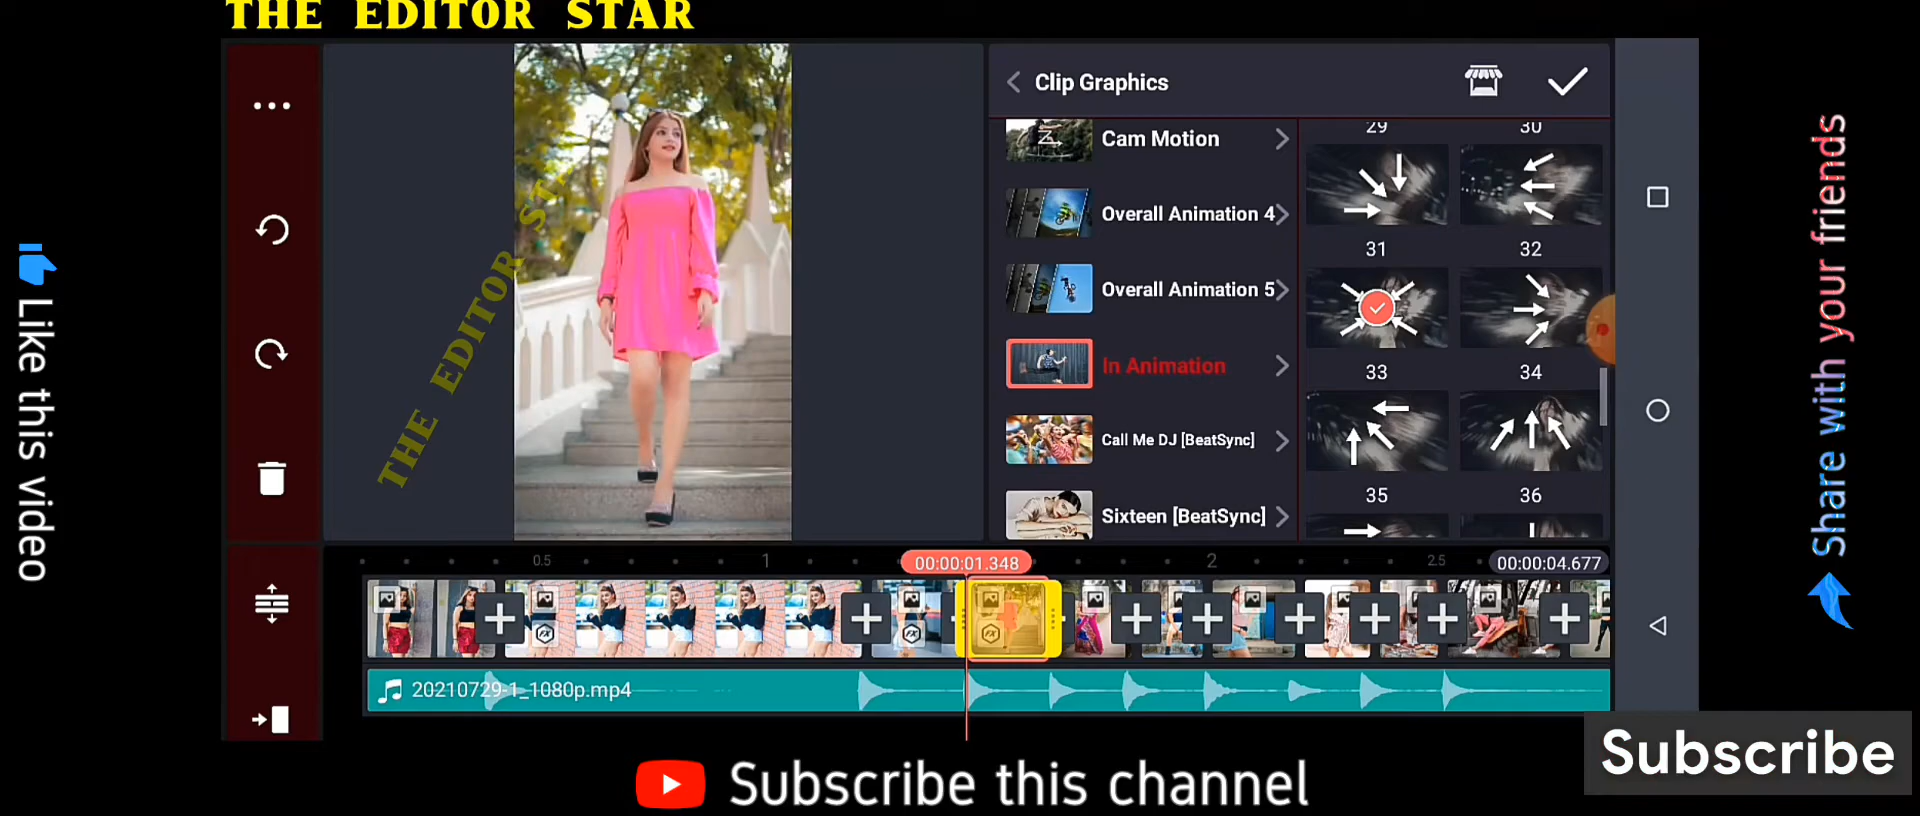 THE EDITOR STAR
Clip Graphics
Cam Motion
Overall Animation 4
Overall Animation 5
In Animation
Call Me DJ [BeatSync]
Sixteen [BeatSync]
29
30
31
32
33
34
35
36
THE EDITOR ST
Like this video
Share with your friends
0.5
1
00:00:01.348
2
2.5
00:00:04.677
FX
FX
FX
20210729-1_1080p.mp4
Subscribe
Subscribe this channel